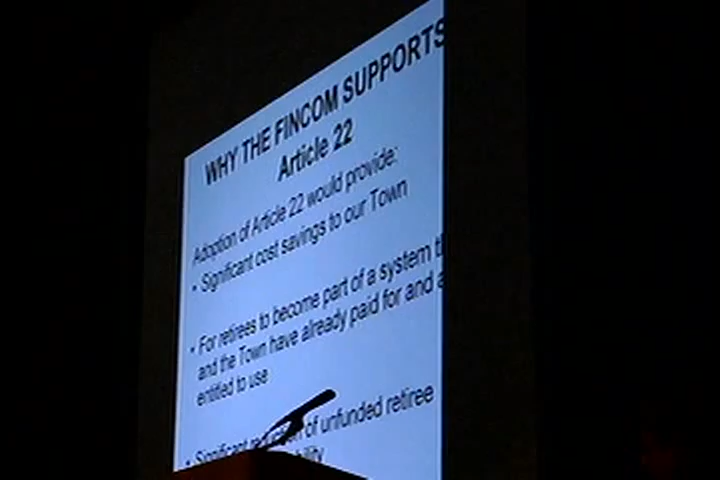 WHY THE FINCOM SUPPORTS
Article 22
Adoption of Article 22 would provide:
• Significant cost savings to our Town
• For retirees to become part of a system
and the Town have already paid for and
entitled to use
• Significant of unfunded retiree